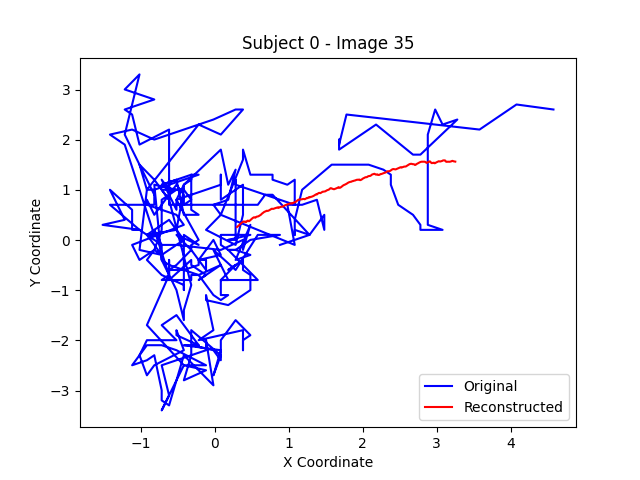 Subject 0 - Image 35
Y Coordinate
3
2
1
0
−1
−2
−3
−1
0
1
2
3
4
X Coordinate
Original
Reconstructed